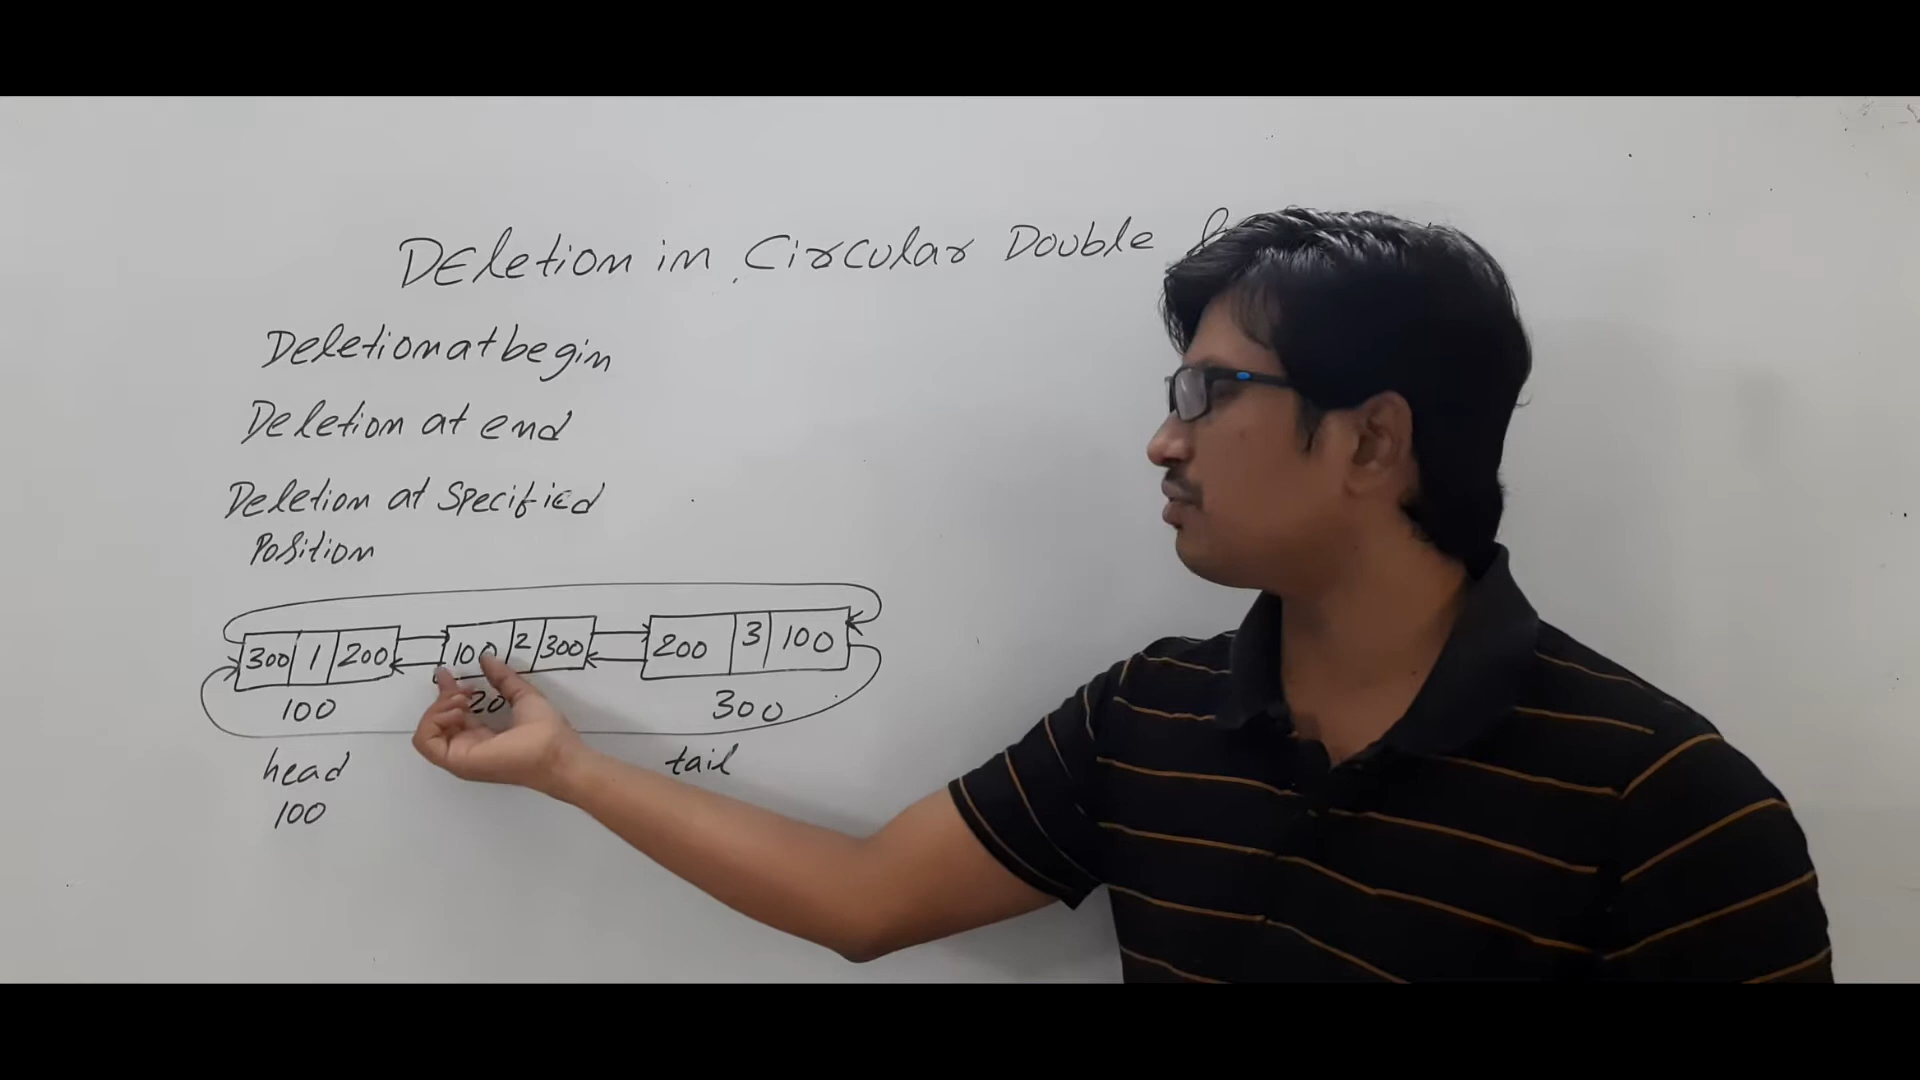 Deletion in Circular Double
Deletion at begin
Deletion at end
Deletion at Specified
Position
300 1 200 100 2 300 200 3 100
100 300
head tail
100